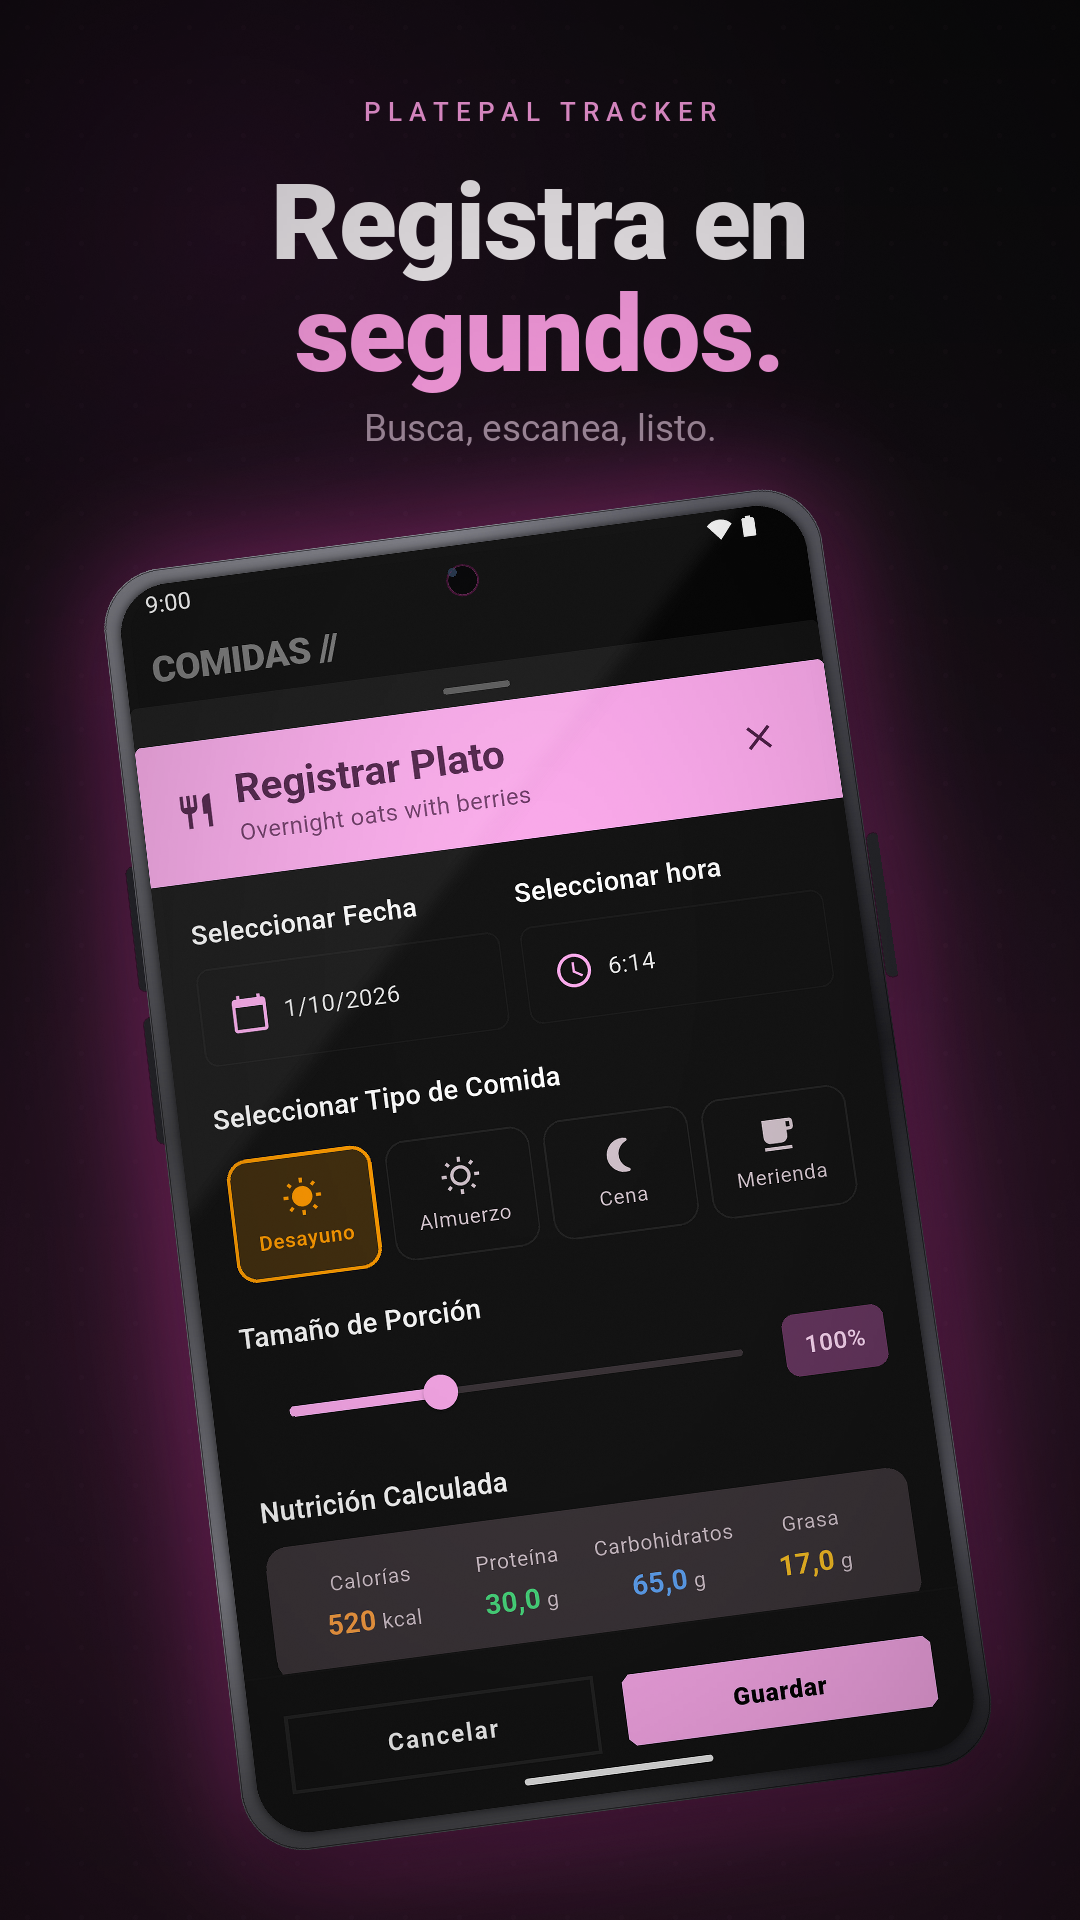 PLATEPAL TRACKER
Registra en
segundos.
Busca, escanea, listo.
9:00
COMIDAS //
Registrar Plato
Overnight oats with berries
Seleccionar Fecha
Seleccionar hora
1/10/2026
6:14
Seleccionar Tipo de Comida
Desayuno
Almuerzo
Cena
Merienda
Tamaño de Porción
100%
Nutrición Calculada
Calorías
Proteína
Carbohidratos
Grasa
520 kcal
30,0 g
65,0 g
17,0 g
Cancelar
Guardar